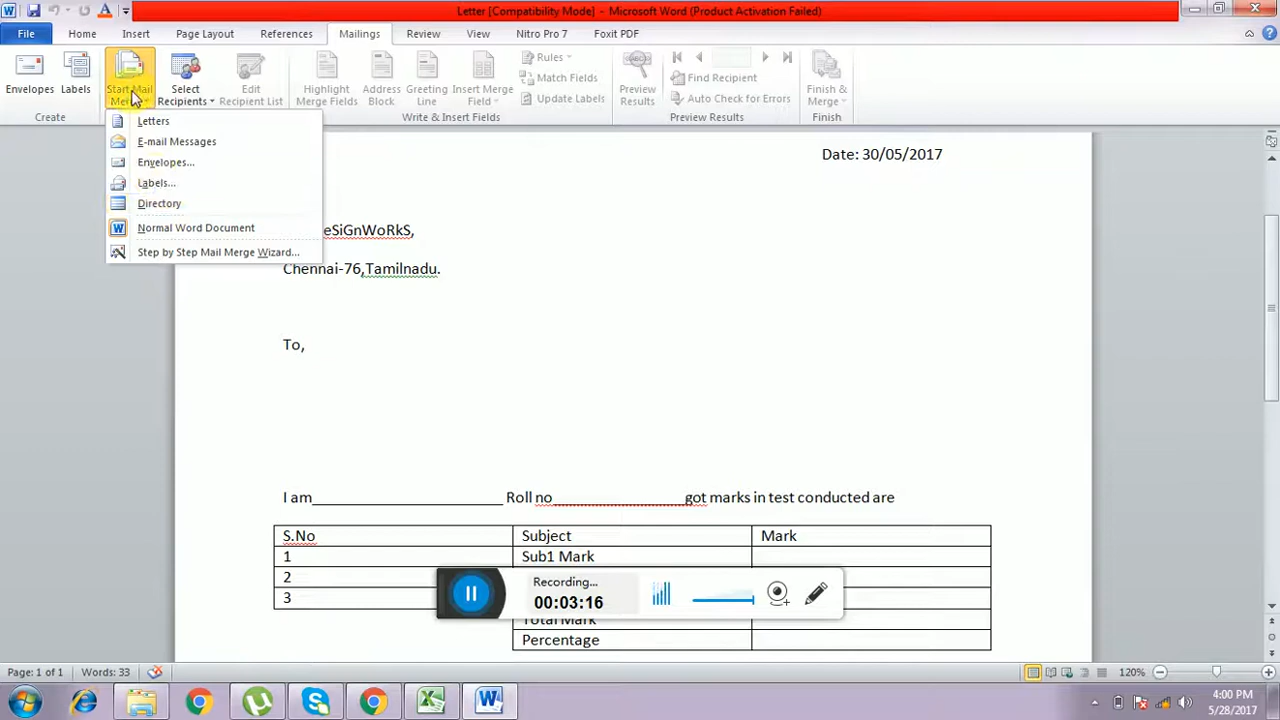 Letter [Compatibility Mode] - Microsoft Word (Product Activation Failed)
File Home Insert Page Layout References Mailings Review View Nitro Pro 7 Foxit PDF
Envelopes Labels Start Mail Merge Select Recipients Edit Recipient List Highlight Merge Fields Address Block Greeting Line Insert Merge Field Rules Match Fields Update Labels Preview Results Find Recipient Auto Check for Errors Finish & Merge
Create Write & Insert Fields Preview Results Finish
Letters
E-mail Messages
Envelopes...
Labels...
Directory
Normal Word Document
Step by Step Mail Merge Wizard...
Date: 30/05/2017
eSiGnWoRkS,
Chennai-76,Tamilnadu.
To,
I am______________________ Roll no_______________got marks in test conducted are
S.No Subject Mark
1 Sub1 Mark
2
3
Total Mark
Percentage
Recording...
00:03:16
Page: 1 of 1 Words: 33 120%
4:00 PM
5/28/2017